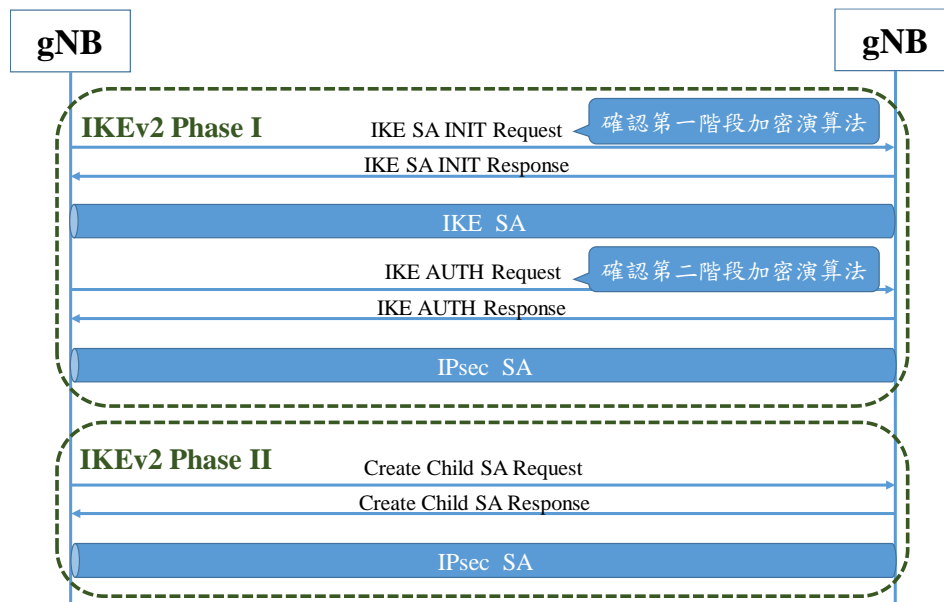 gNB
gNB
IKEv2 Phase I
IKE SA INIT Request
確認第一階段加密演算法
IKE SA INIT Response
IKE SA
IKE AUTH Request
確認第二階段加密演算法
IKE AUTH Response
IPsec SA
IKEv2 Phase II
Create Child SA Request
Create Child SA Response
IPsec SA